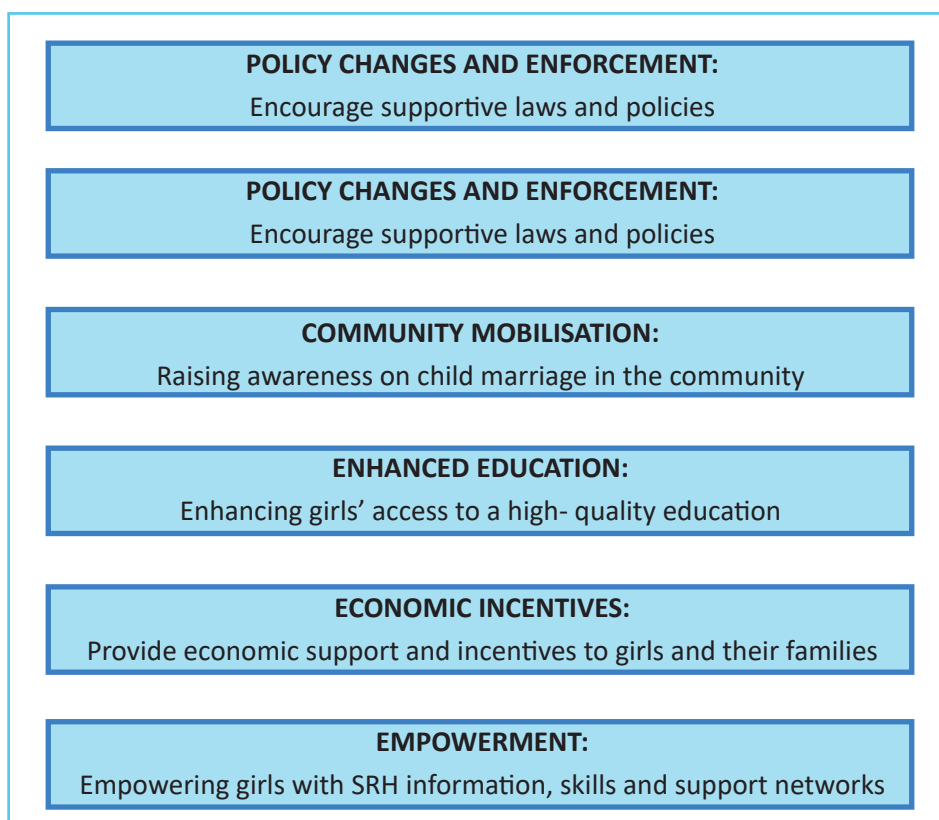 POLICY CHANGES AND ENFORCEMENT:
Encourage supportive laws and policies
POLICY CHANGES AND ENFORCEMENT:
Encourage supportive laws and policies
COMMUNITY MOBILISATION:
Raising awareness on child marriage in the community
ENHANCED EDUCATION:
Enhancing girls’ access to a high- quality education
ECONOMIC INCENTIVES:
Provide economic support and incentives to girls and their families
EMPOWERMENT:
Empowering girls with SRH information, skills and support networks